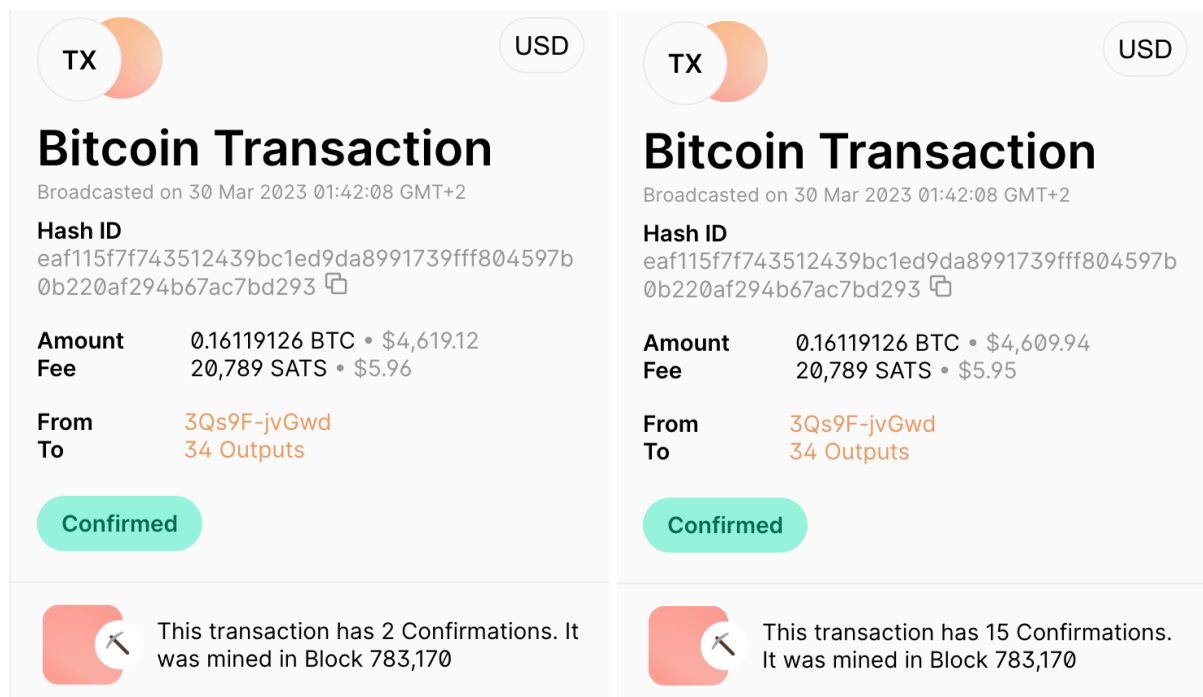 TX
USD
Bitcoin Transaction
Broadcasted on 30 Mar 2023 01:42:08 GMT+2
Hash ID
eaf115f7f743512439bc1ed9da8991739fff804597b
0b220af294b67ac7bd293
Amount 0.16119126 BTC • $4,619.12
Fee 20,789 SATS • $5.96
From 3Qs9F-jvGwd
To 34 Outputs
Confirmed
This transaction has 2 Confirmations. It
was mined in Block 783,170
TX
USD
Bitcoin Transaction
Broadcasted on 30 Mar 2023 01:42:08 GMT+2
Hash ID
eaf115f7f743512439bc1ed9da8991739fff804597b
0b220af294b67ac7bd293
Amount 0.16119126 BTC • $4,609.94
Fee 20,789 SATS • $5.95
From 3Qs9F-jvGwd
To 34 Outputs
Confirmed
This transaction has 15 Confirmations.
It was mined in Block 783,170